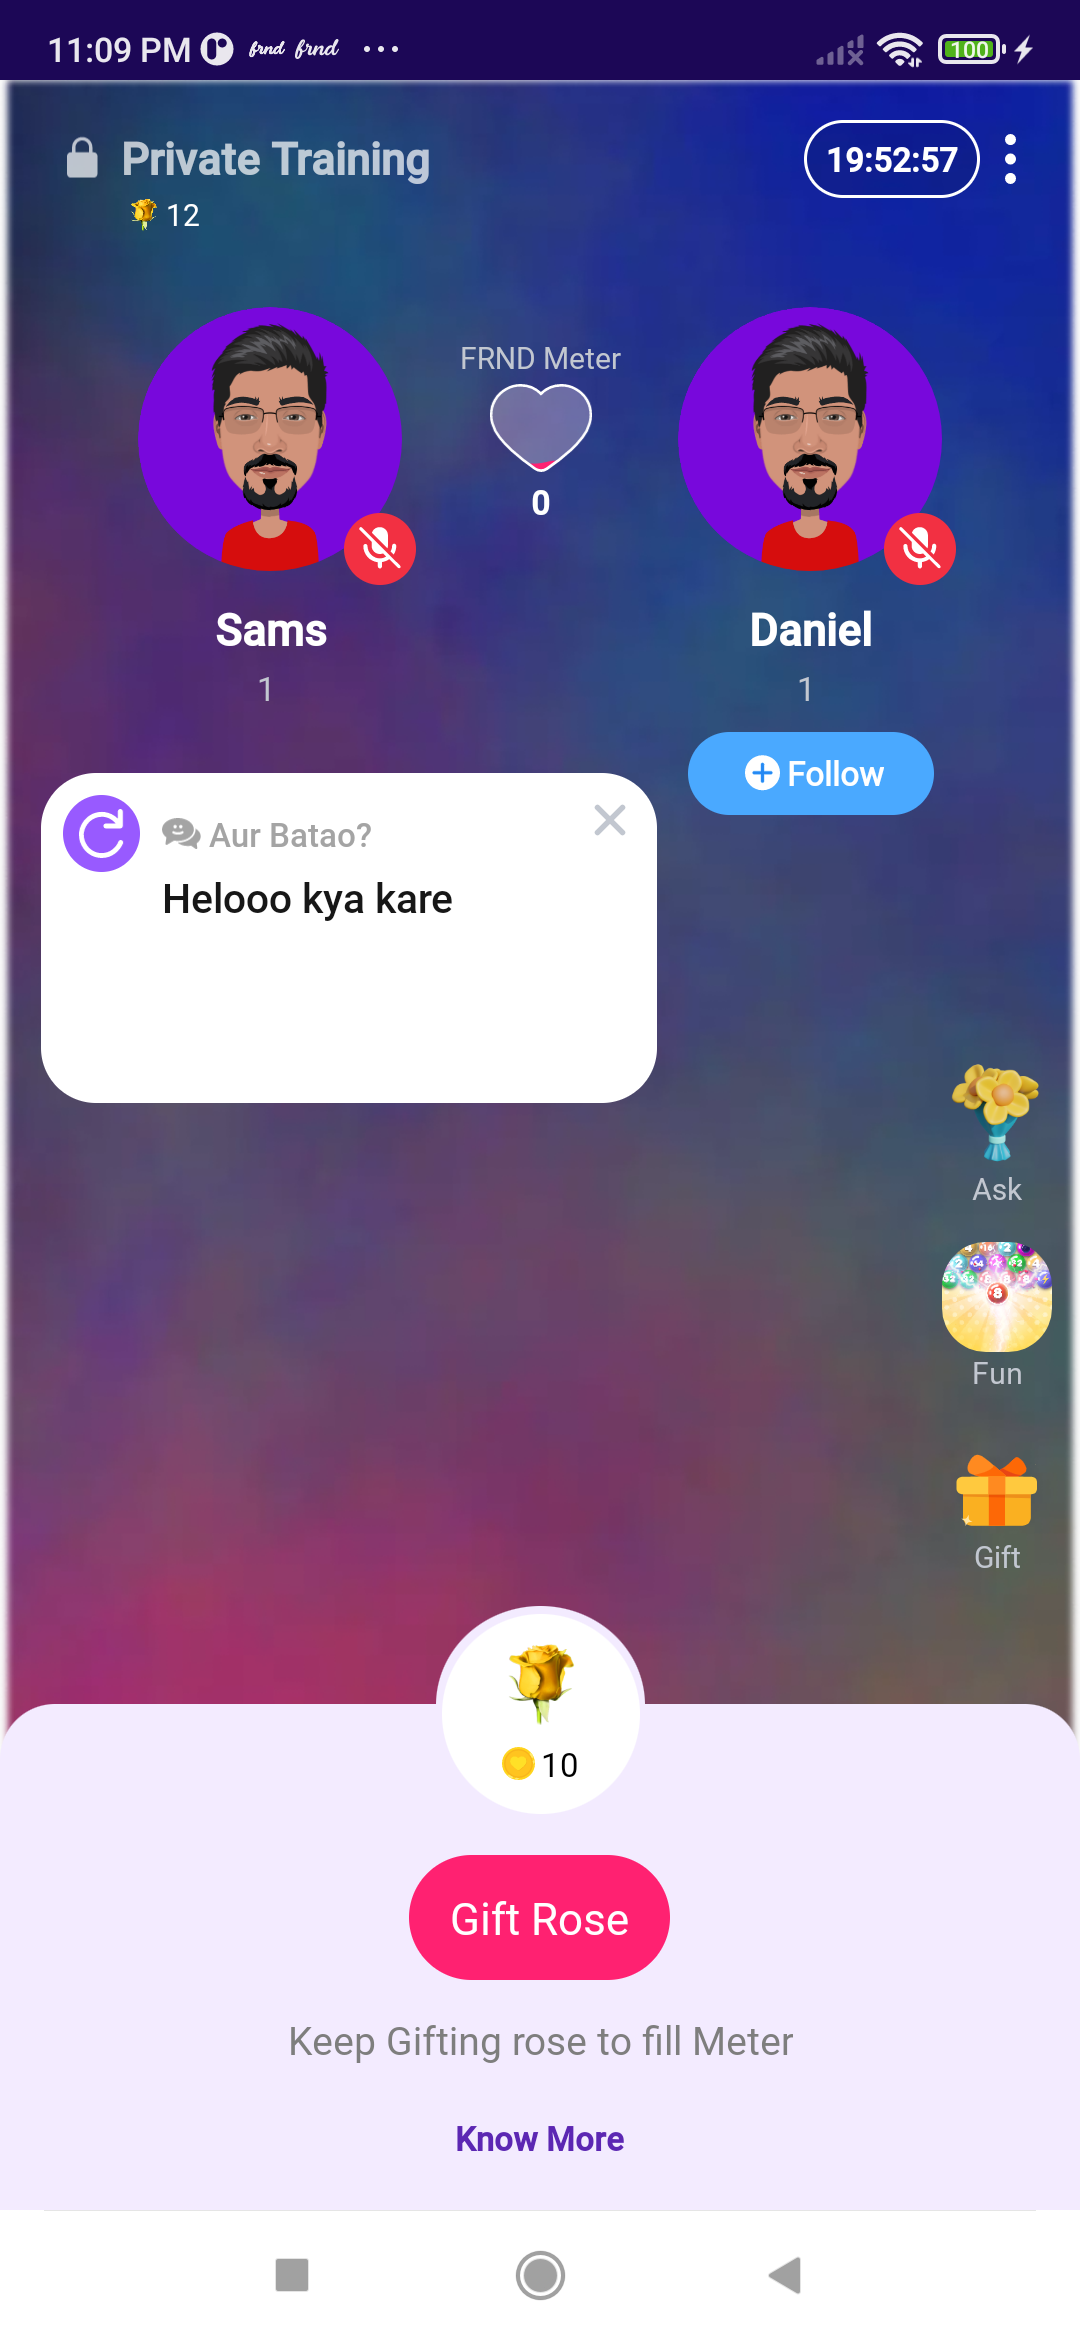 11:09 PM frnd frnd ... 100
Private Training 19:52:57
12
FRND Meter
0
Sams Daniel
1 1
Follow
Aur Batao?
Helooo kya kare
Ask
Fun
Gift
10
Gift Rose
Keep Gifting rose to fill Meter
Know More